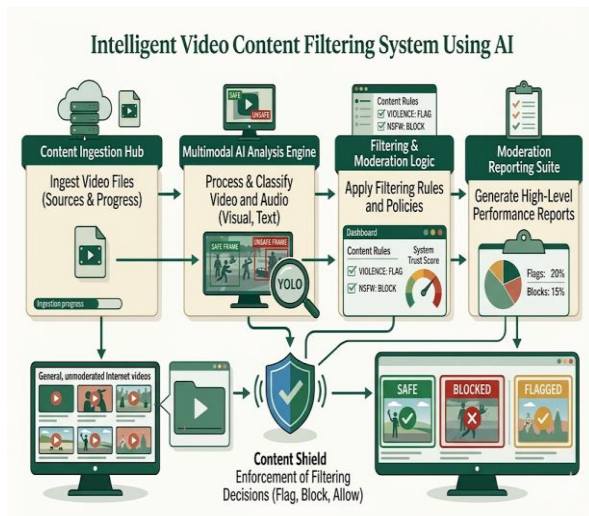 Intelligent Video Content Filtering System Using AI
SAFE
UNSAFE
Content Rules
VIOLENCE: FLAG
NSFW: BLOCK
Content Ingestion Hub
Ingest Video Files
(Sources & Progress)
Ingestion progress
Multimodal AI Analysis Engine
Process & Classify
Video and Audio
(Visual, Text)
SAFE FRAME
UNSAFE FRAME
YOLO
Filtering &
Moderation Logic
Apply Filtering Rules
and Policies
Dashboard
Content Rules
VIOLENCE: FLAG
NSFW: BLOCK
System
Trust Score
Moderation
Reporting Suite
Generate High-Level
Performance Reports
Flags: 20%
Blocks: 15%
General, unmoderated Internet videos
Content Shield
Enforcement of Filtering
Decisions (Flag, Block, Allow)
SAFE
BLOCKED
FLAGGED